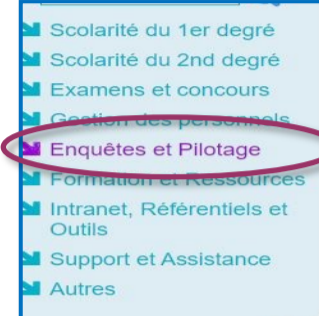 Scolarité du 1er degré
Scolarité du 2nd degré
Examens et concours
Gestion des personnels
Enquêtes et Pilotage
Formation et Ressources
Intranet, Référentiels et
Outils
Support et Assistance
Autres